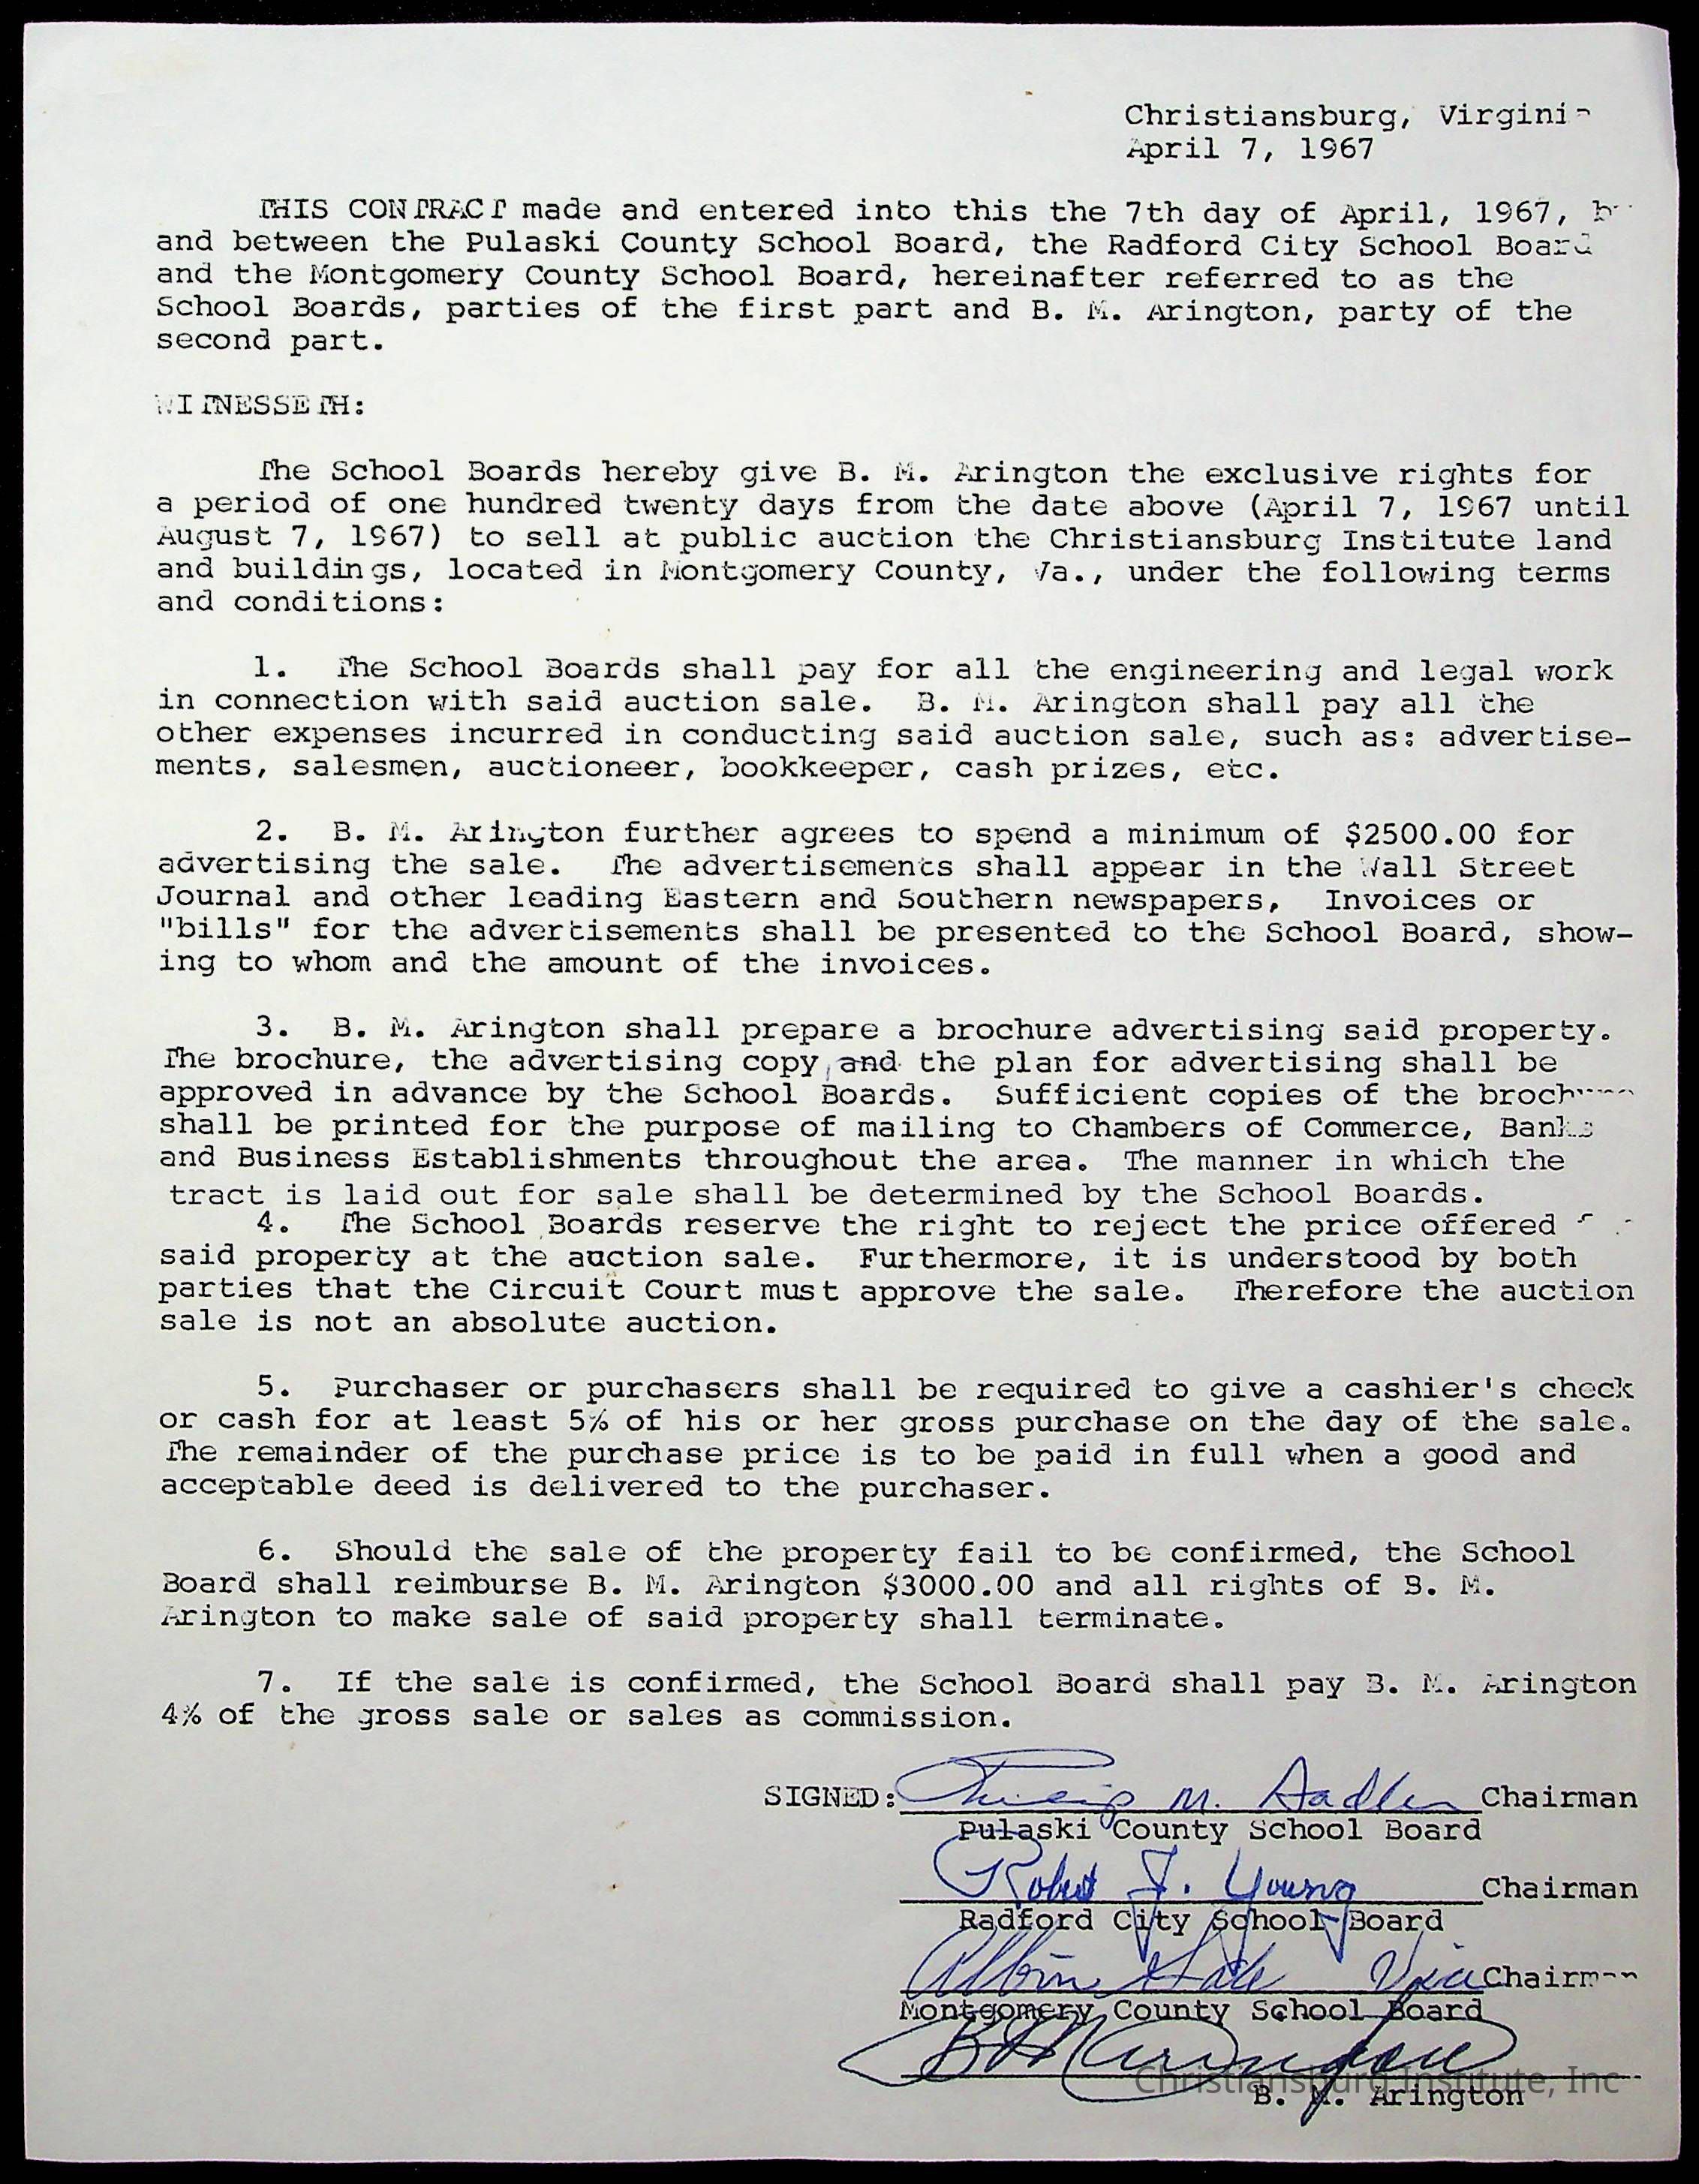 Christiansburg, Virginia
April 7, 1967
THIS CONTRACT made and entered into this the 7th day of April, 1967, by
and between the Pulaski County School Board, the Radford City School Board
and the Montgomery County School Board, hereinafter referred to as the
School Boards, parties of the first part and B. M. Arington, party of the
second part.
WITNESSETH:
The School Boards hereby give B. M. Arington the exclusive rights for
a period of one hundred twenty days from the date above (April 7, 1967 until
August 7, 1967) to sell at public auction the Christiansburg Institute land
and buildings, located in Montgomery County, Va., under the following terms
and conditions:
1. The School Boards shall pay for all the engineering and legal work
in connection with said auction sale. B. M. Arington shall pay all the
other expenses incurred in conducting said auction sale, such as: advertise-
ments, salesmen, auctioneer, bookkeeper, cash prizes, etc.
2. B. M. Arington further agrees to spend a minimum of $2500.00 for
advertising the sale. The advertisements shall appear in the Wall Street
Journal and other leading Eastern and Southern newspapers, Invoices or
"bills" for the advertisements shall be presented to the School Board, show-
ing to whom and the amount of the invoices.
3. B. M. Arington shall prepare a brochure advertising said property.
The brochure, the advertising copy, and the plan for advertising shall be
approved in advance by the School Boards. Sufficient copies of the brochure
shall be printed for the purpose of mailing to Chambers of Commerce, Banks
and Business Establishments throughout the area. The manner in which the
tract is laid out for sale shall be determined by the School Boards.
4. The School Boards reserve the right to reject the price offered
said property at the auction sale. Furthermore, it is understood by both
parties that the Circuit Court must approve the sale. Therefore the auction
sale is not an absolute auction.
5. Purchaser or purchasers shall be required to give a cashier's check
or cash for at least 5% of his or her gross purchase on the day of the sale.
The remainder of the purchase price is to be paid in full when a good and
acceptable deed is delivered to the purchaser.
6. Should the sale of the property fail to be confirmed, the School
Board shall reimburse B. M. Arington $3000.00 and all rights of B. M.
Arington to make sale of said property shall terminate.
7. If the sale is confirmed, the School Board shall pay B. M. Arington
4% of the gross sale or sales as commission.
SIGNED: Philip M. Sadler Chairman
Pulaski County School Board
Robert J. Young Chairman
Radford City School Board
Albin Hale Vice Chairman
Montgomery County School Board
B M Arington
B. M. Arington
Christiansburg Institute, Inc